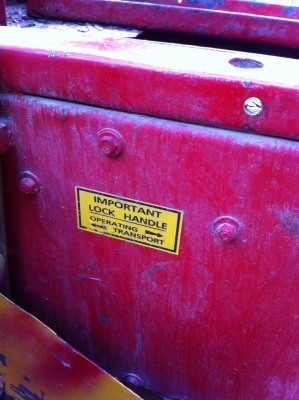 IMPORTANT
LOCK HANDLE
OPERATING
TRANSPORT